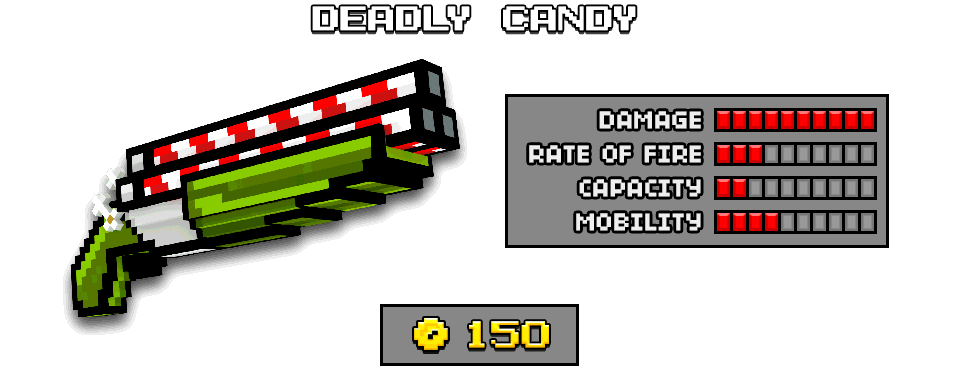 DEADLY CANDY
DAMAGE
RATE OF FIRE
CAPACITY
MOBILITY
150